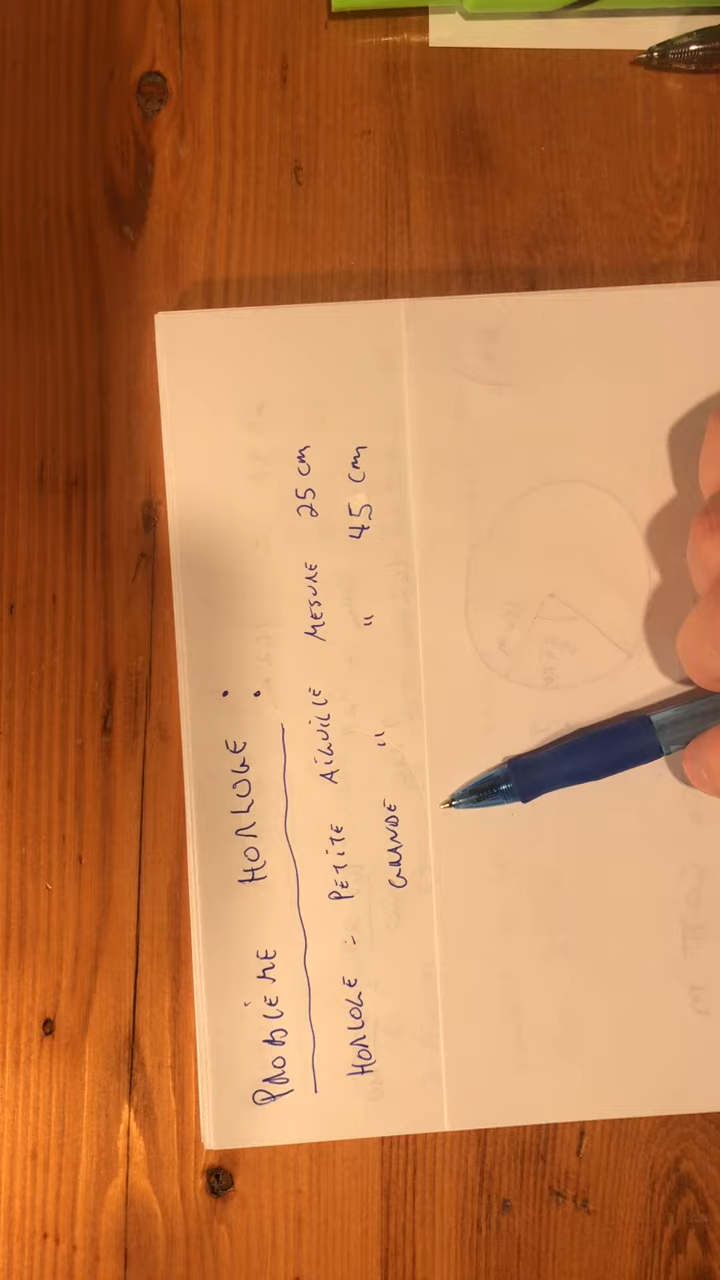 PROBLÈME HORLOGE :
HORLOGE : PETITE AIGUILLE MESURE 25 cm
GRANDE " " 45 cm